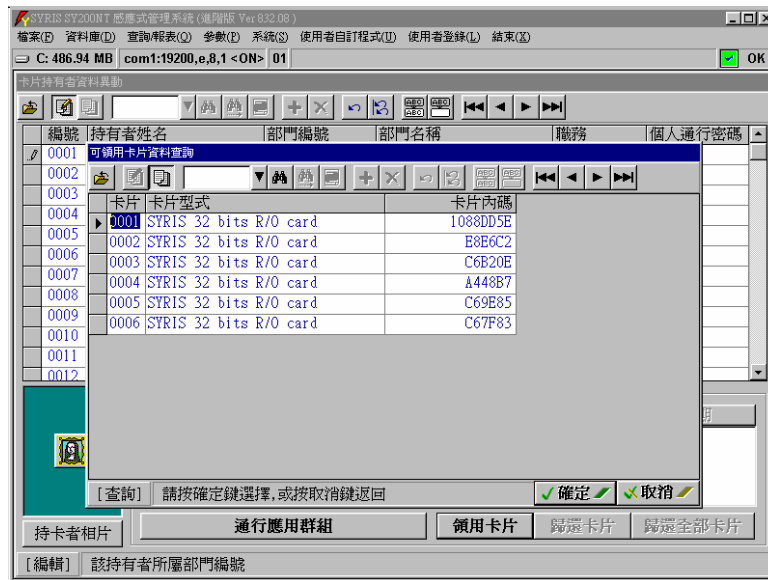 SYRIS SY200NT 感應式管理系統 (進階版 Ver 832.08 )
檔案(F) 資料庫(D) 查詢/報表(Q) 參數(P) 系統(S) 使用者自訂程式(U) 使用者登錄(L) 結束(X)
C: 486.94 MB com1:19200,e,8,1 <ON> 01 OK
卡片持有者資料異動
編號 持有者姓名 部門編號 部門名稱 職務 個人通行密碼
0001
0002
0003
0004
0005
0006
0007
0008
0009
0010
0011
0012
可領用卡片資料查詢
卡片 卡片型式 卡片內碼
0001 SYRIS 32 bits R/O card 1088DD5E
0002 SYRIS 32 bits R/O card E8E6C2
0003 SYRIS 32 bits R/O card C6B20E
0004 SYRIS 32 bits R/O card A448B7
0005 SYRIS 32 bits R/O card C69E85
0006 SYRIS 32 bits R/O card C67F83
[查詢] 請按確定鍵選擇,或按取消鍵返回 確定 取消
期
持卡者相片 通行應用群組 領用卡片 歸還卡片 歸還全部卡片
[編輯] 該持有者所屬部門編號